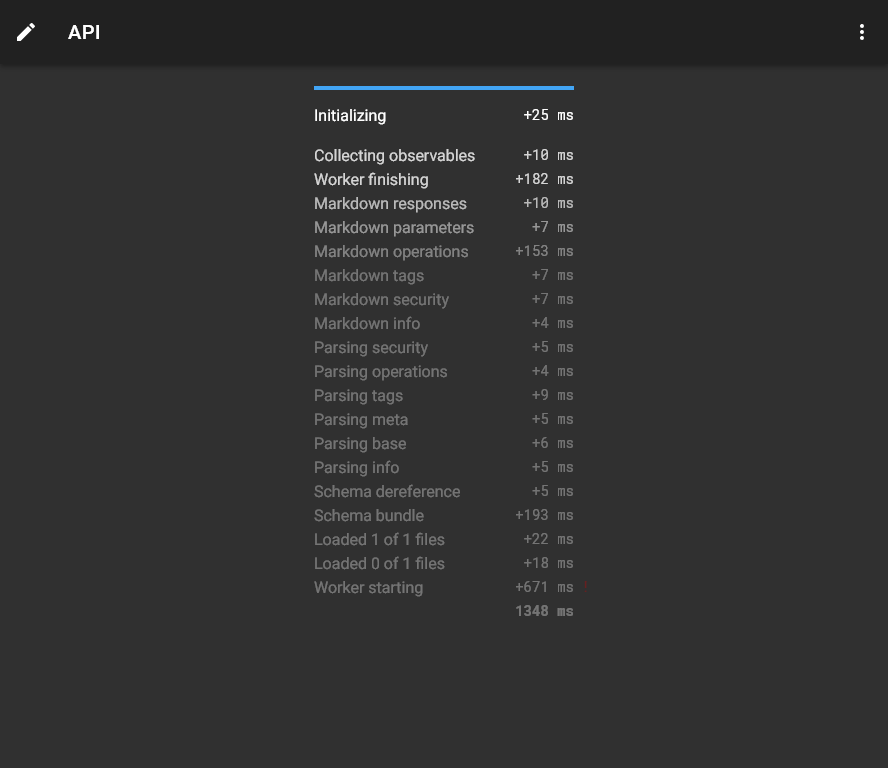 API
Initializing +25 ms
Collecting observables +10 ms
Worker finishing +182 ms
Markdown responses +10 ms
Markdown parameters +7 ms
Markdown operations +153 ms
Markdown tags +7 ms
Markdown security +7 ms
Markdown info +4 ms
Parsing security +5 ms
Parsing operations +4 ms
Parsing tags +9 ms
Parsing meta +5 ms
Parsing base +6 ms
Parsing info +5 ms
Schema dereference +5 ms
Schema bundle +193 ms
Loaded 1 of 1 files +22 ms
Loaded 0 of 1 files +18 ms
Worker starting +671 ms
1348 ms